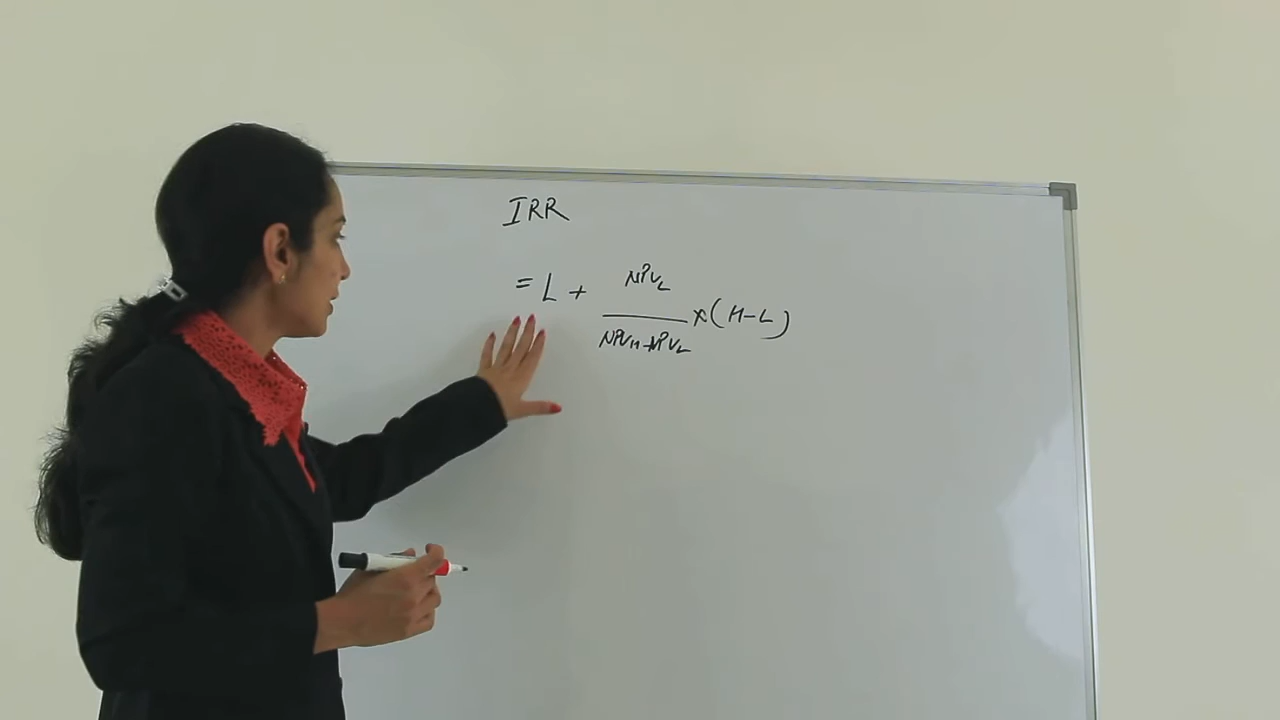 IRR
= L + NPVL / NPVH + NPVL × (H - L)